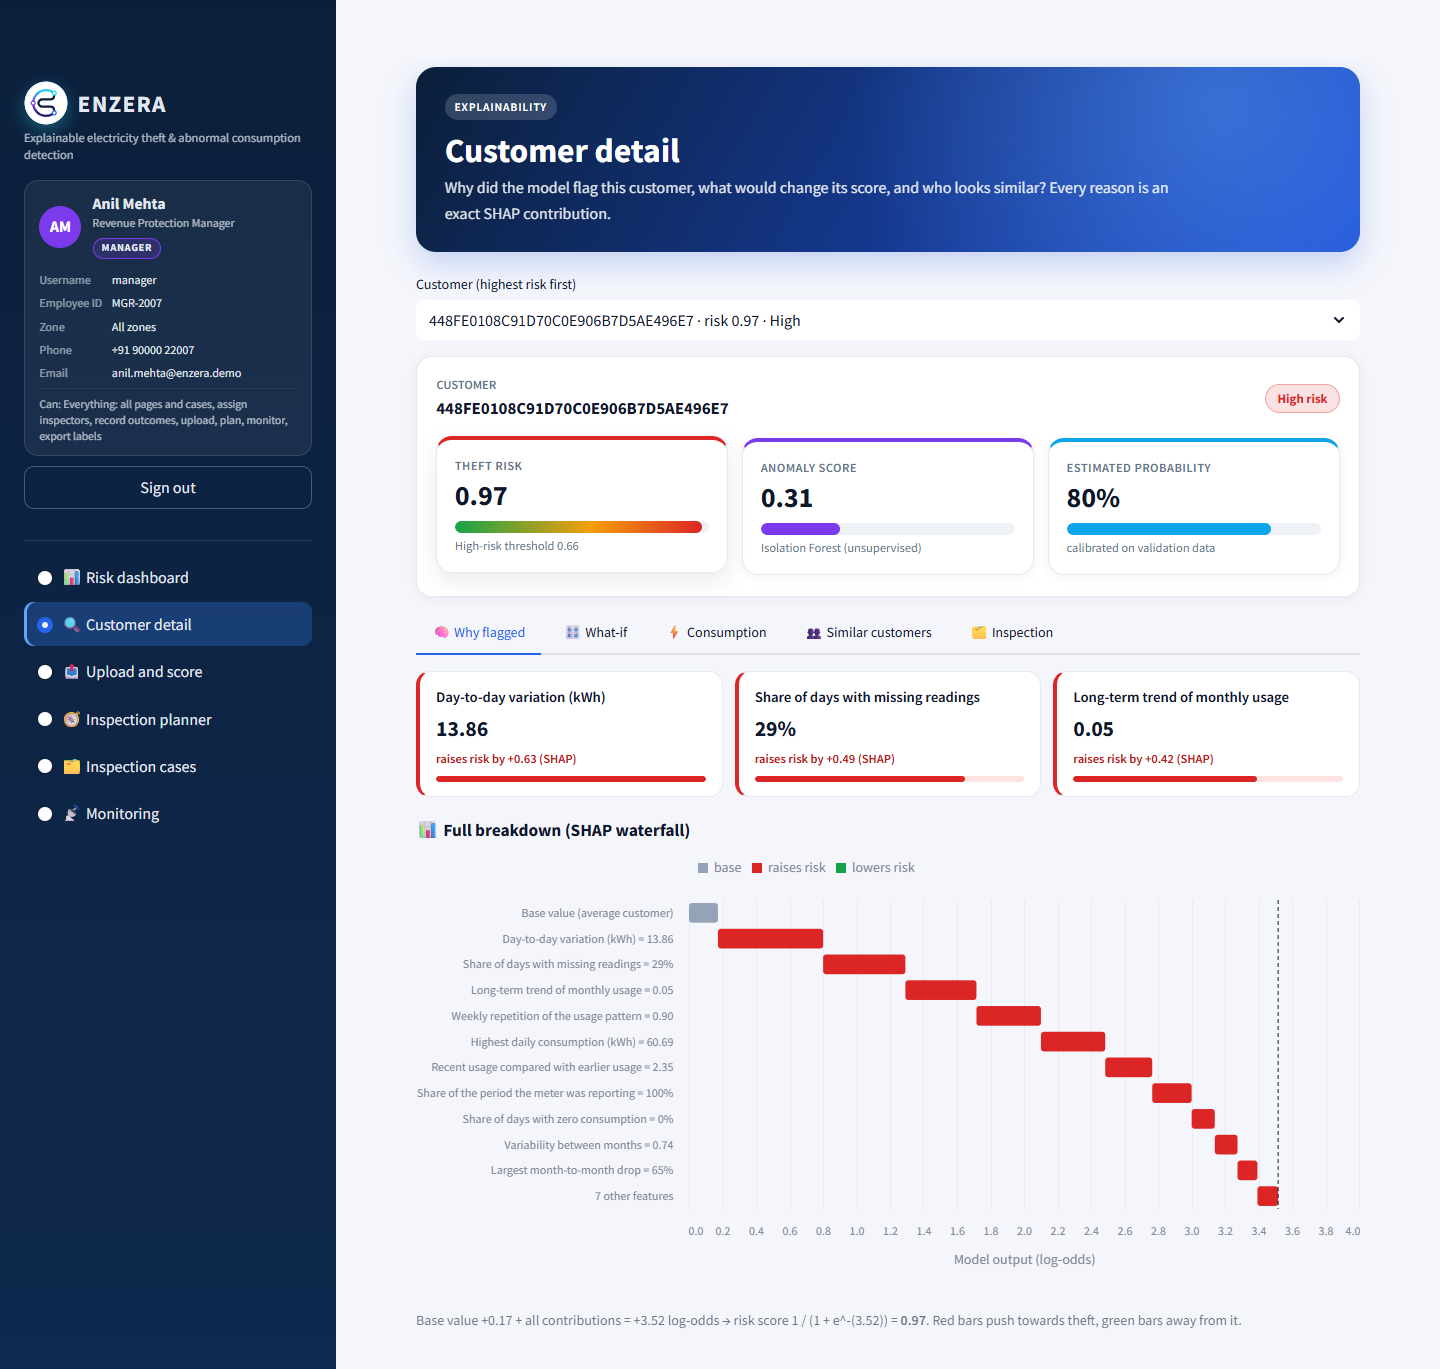 ENZERA
Explainable electricity theft & abnormal consumption
detection
AM
Anil Mehta
Revenue Protection Manager
MANAGER
Username manager
Employee ID MGR-2007
Zone All zones
Phone +91 90000 22007
Email anil.mehta@enzera.demo
Can: Everything: all pages and cases, assign
inspectors, record outcomes, upload, plan, monitor,
export labels
Sign out
Risk dashboard
Customer detail
Upload and score
Inspection planner
Inspection cases
Monitoring
EXPLAINABILITY
Customer detail
Why did the model flag this customer, what would change its score, and who looks similar? Every reason is an
exact SHAP contribution.
Customer (highest risk first)
448FE0108C91D70C0E906B7D5AE496E7 · risk 0.97 · High
CUSTOMER
448FE0108C91D70C0E906B7D5AE496E7
High risk
THEFT RISK
0.97
High-risk threshold 0.66
ANOMALY SCORE
0.31
Isolation Forest (unsupervised)
ESTIMATED PROBABILITY
80%
calibrated on validation data
Why flagged What-if Consumption Similar customers Inspection
Day-to-day variation (kWh)
13.86
raises risk by +0.63 (SHAP)
Share of days with missing readings
29%
raises risk by +0.49 (SHAP)
Long-term trend of monthly usage
0.05
raises risk by +0.42 (SHAP)
Full breakdown (SHAP waterfall)
base raises risk lowers risk
Base value (average customer)
Day-to-day variation (kWh) = 13.86
Share of days with missing readings = 29%
Long-term trend of monthly usage = 0.05
Weekly repetition of the usage pattern = 0.90
Highest daily consumption (kWh) = 60.69
Recent usage compared with earlier usage = 2.35
Share of the period the meter was reporting = 100%
Share of days with zero consumption = 0%
Variability between months = 0.74
Largest month-to-month drop = 65%
7 other features
0.0 0.2 0.4 0.6 0.8 1.0 1.2 1.4 1.6 1.8 2.0 2.2 2.4 2.6 2.8 3.0 3.2 3.4 3.6 3.8 4.0
Model output (log-odds)
Base value +0.17 + all contributions = +3.52 log-odds → risk score 1 / (1 + e^-(3.52)) = 0.97. Red bars push towards theft, green bars away from it.